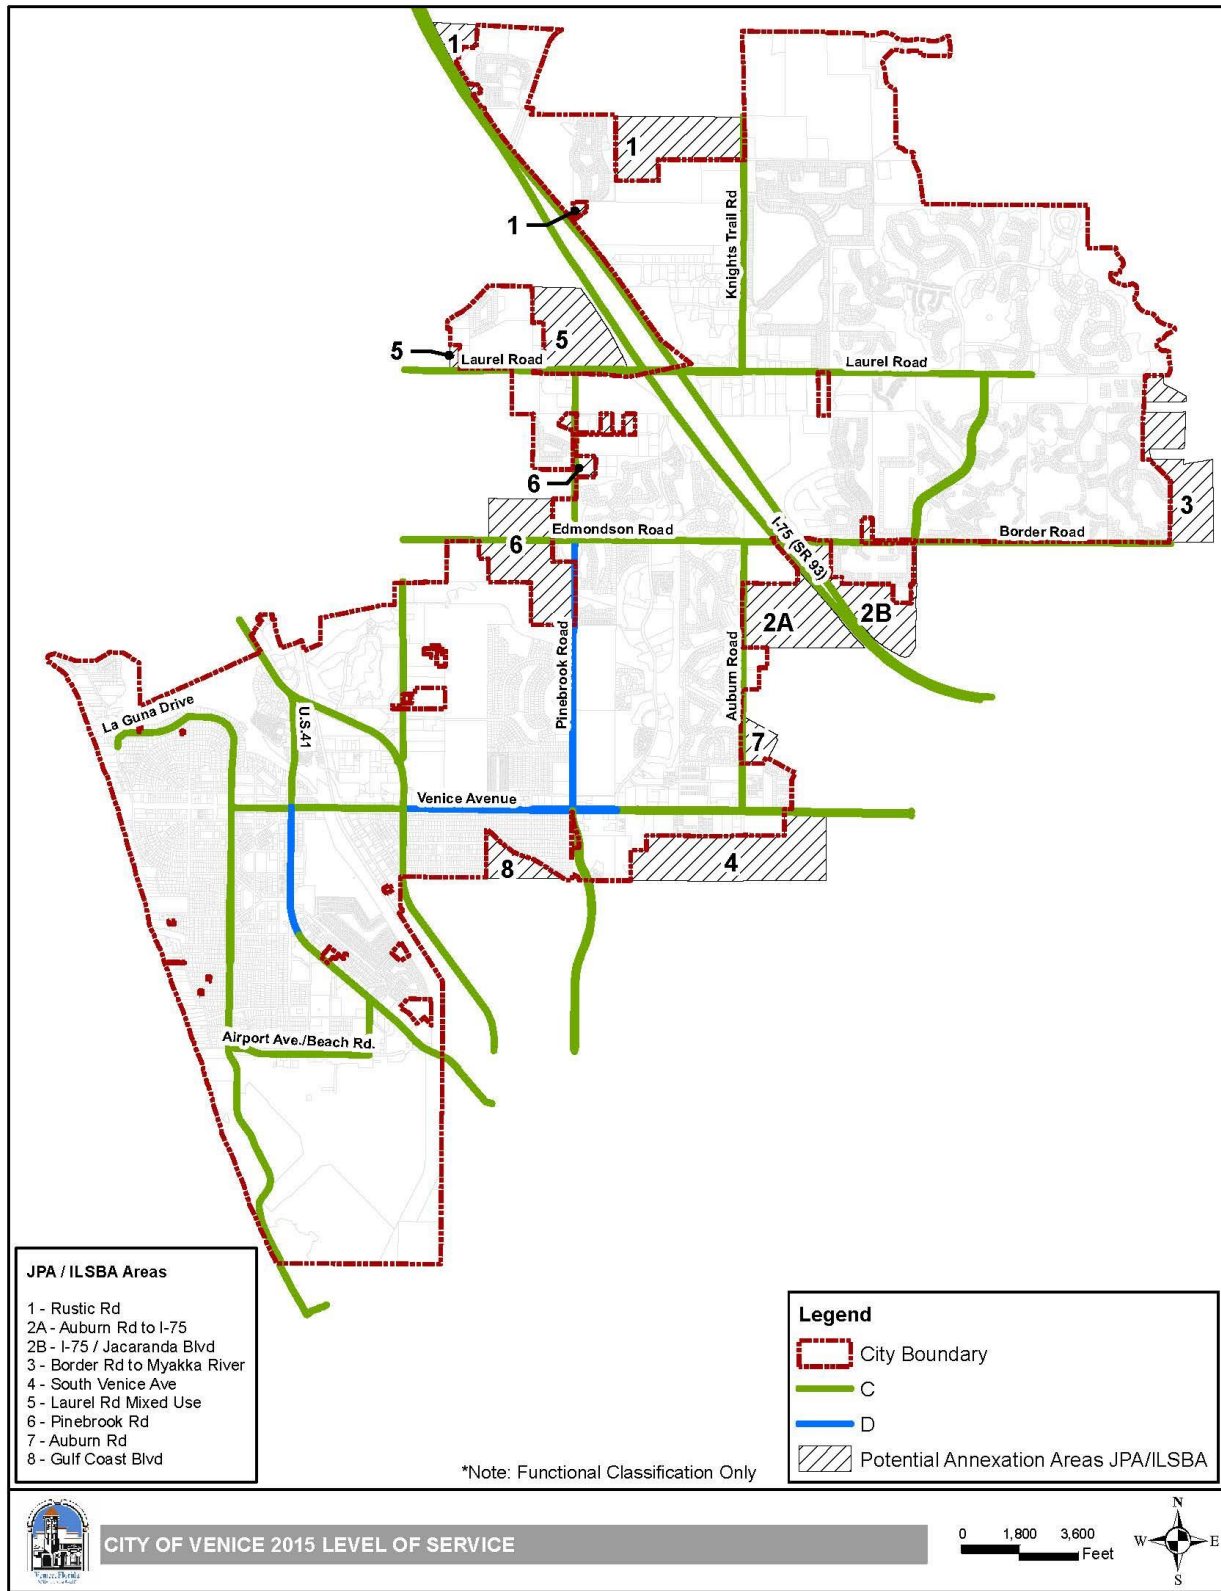 1
1
1
Knights Trail Rd
5
5
Laurel Road
Laurel Road
6
3
I-75 (SR 93)
Border Road
Edmondson Road
6
2A
2B
Pinebrook Road
Auburn Road
La Guna Drive
U.S.41
7
Venice Avenue
8
4
Airport Ave./Beach Rd.
JPA / ILSBA Areas
1 - Rustic Rd
2A - Auburn Rd to I-75
2B - I-75 / Jacaranda Blvd
3 - Border Rd to Myakka River
4 - South Venice Ave
5 - Laurel Rd Mixed Use
6 - Pinebrook Rd
7 - Auburn Rd
8 - Gulf Coast Blvd
*Note: Functional Classification Only
Legend
City Boundary
C
D
Potential Annexation Areas JPA/ILSBA
Venice, Florida
CITY OF VENICE 2015 LEVEL OF SERVICE
0 1,800 3,600
Feet
N
W E
S